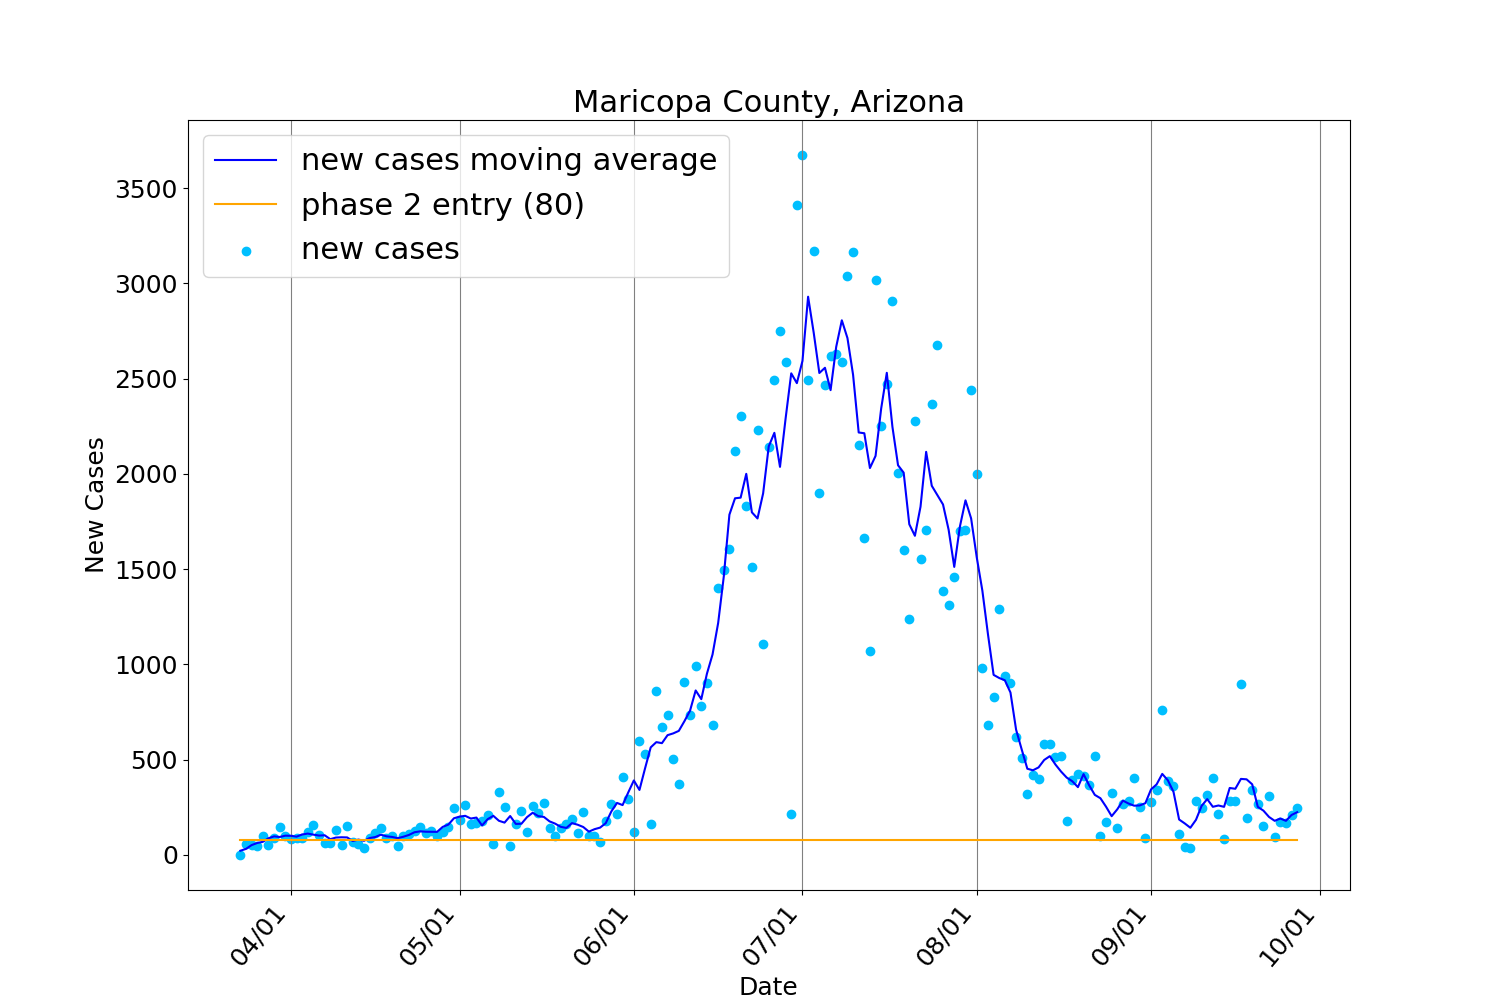 Maricopa County, Arizona
new cases moving average
phase 2 entry (80)
new cases
3500
3000
2500
2000
1500
1000
500
0
New Cases
04/01
05/01
06/01
07/01
08/01
09/01
10/01
Date